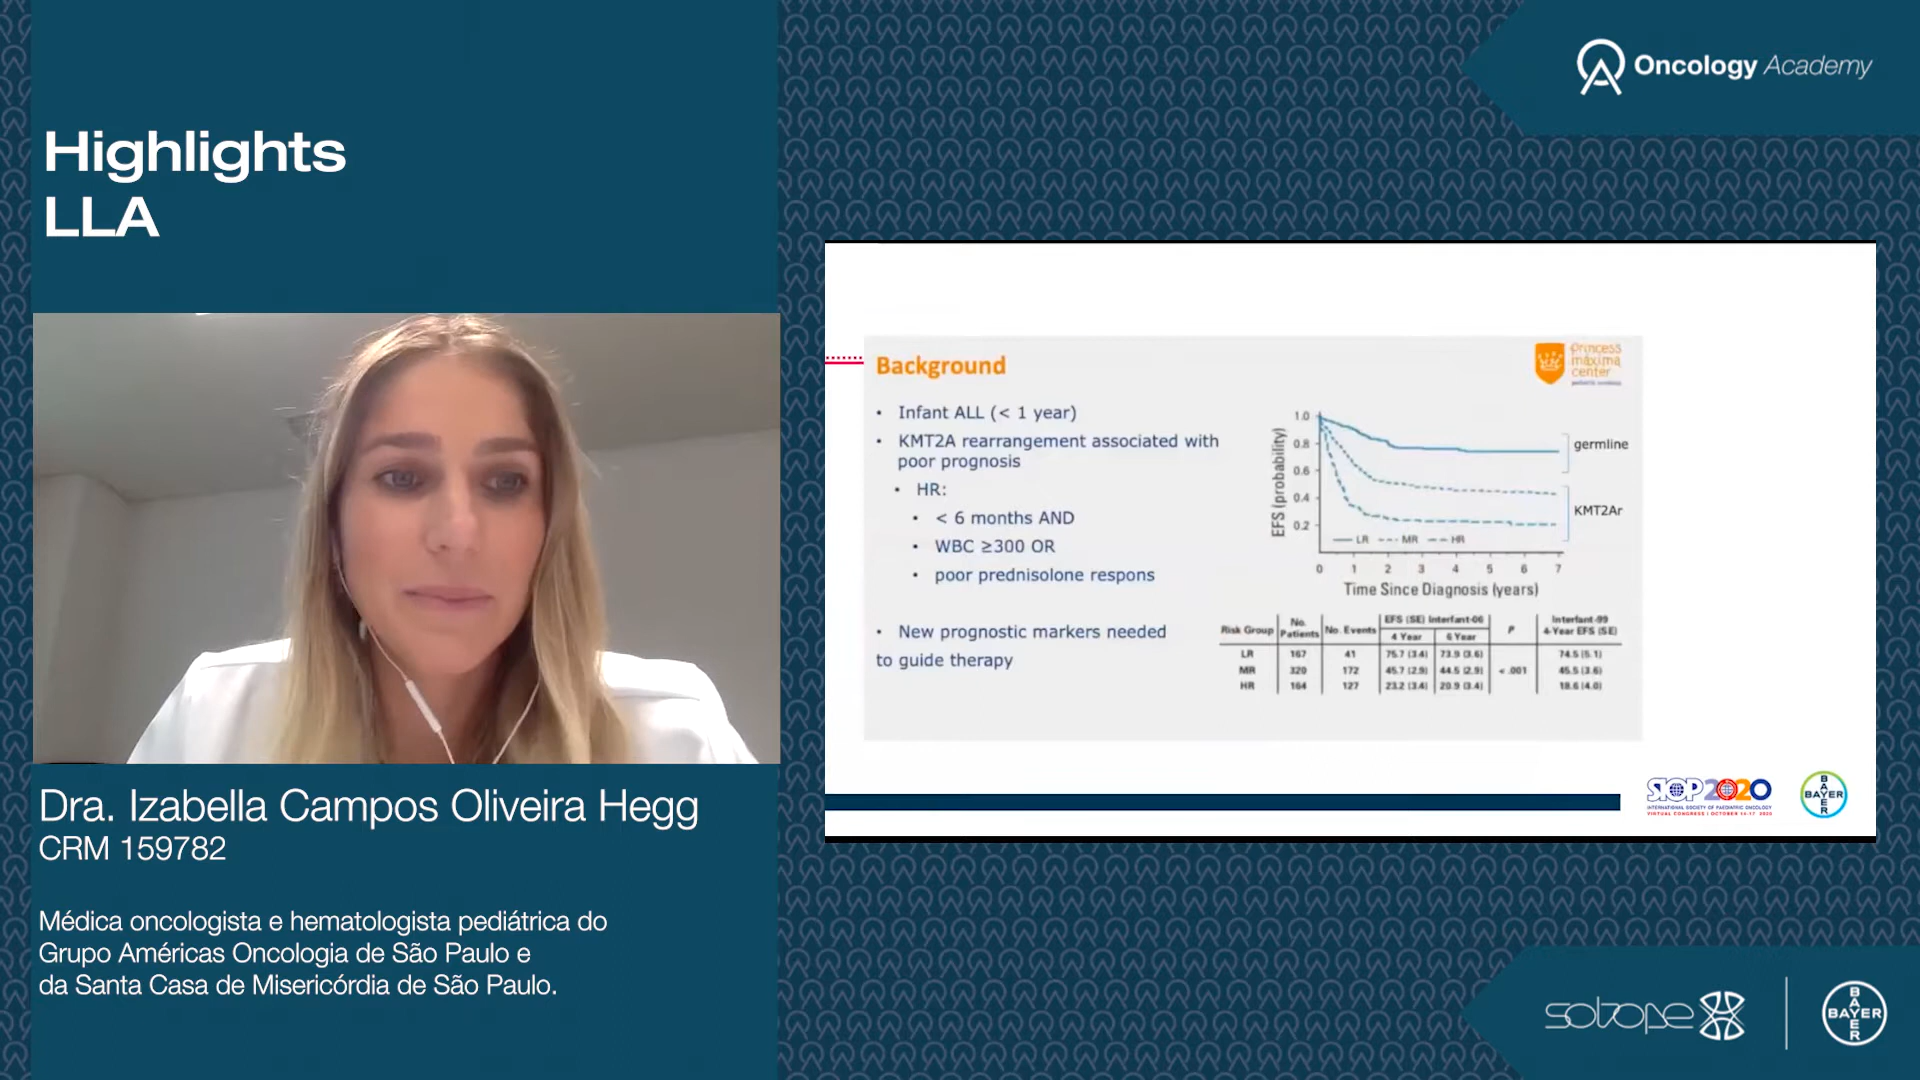 Oncology Academy
Highlights
LLA
Background
princess
máxima
center
• Infant ALL (< 1 year)
• KMT2A rearrangement associated with
poor prognosis
• HR:
• < 6 months AND
• WBC ≥300 OR
• poor prednisolone respons
• New prognostic markers needed
to guide therapy
EFS (probability)
1.0
0.8
0.6
0.4
0.2
germline
KMT2Ar
LR MR HR
0 1 2 3 4 5 6 7
Time Since Diagnosis (years)
Risk Group No. Patients No. Events EFS (SE) Interfant-06 4 Year 6 Year P Interfant-99 4-Year EFS (SE)
LR 167 41 75.7 (3.4) 73.9 (3.6) 74.5 (5.1)
MR 320 172 45.7 (2.9) 44.5 (2.9) < .001 45.5 (3.6)
HR 164 127 23.2 (3.4) 20.9 (3.4) 18.6 (4.0)
SIOP2020
INTERNATIONAL SOCIETY OF PAEDIATRIC ONCOLOGY
VIRTUAL CONGRESS | OCTOBER 14-17 2020
BAYER
BAYER
Dra. Izabella Campos Oliveira Hegg
CRM 159782
Médica oncologista e hematologista pediátrica do
Grupo Américas Oncologia de São Paulo e
da Santa Casa de Misericórdia de São Paulo.
sobope
BAYER
BAYER